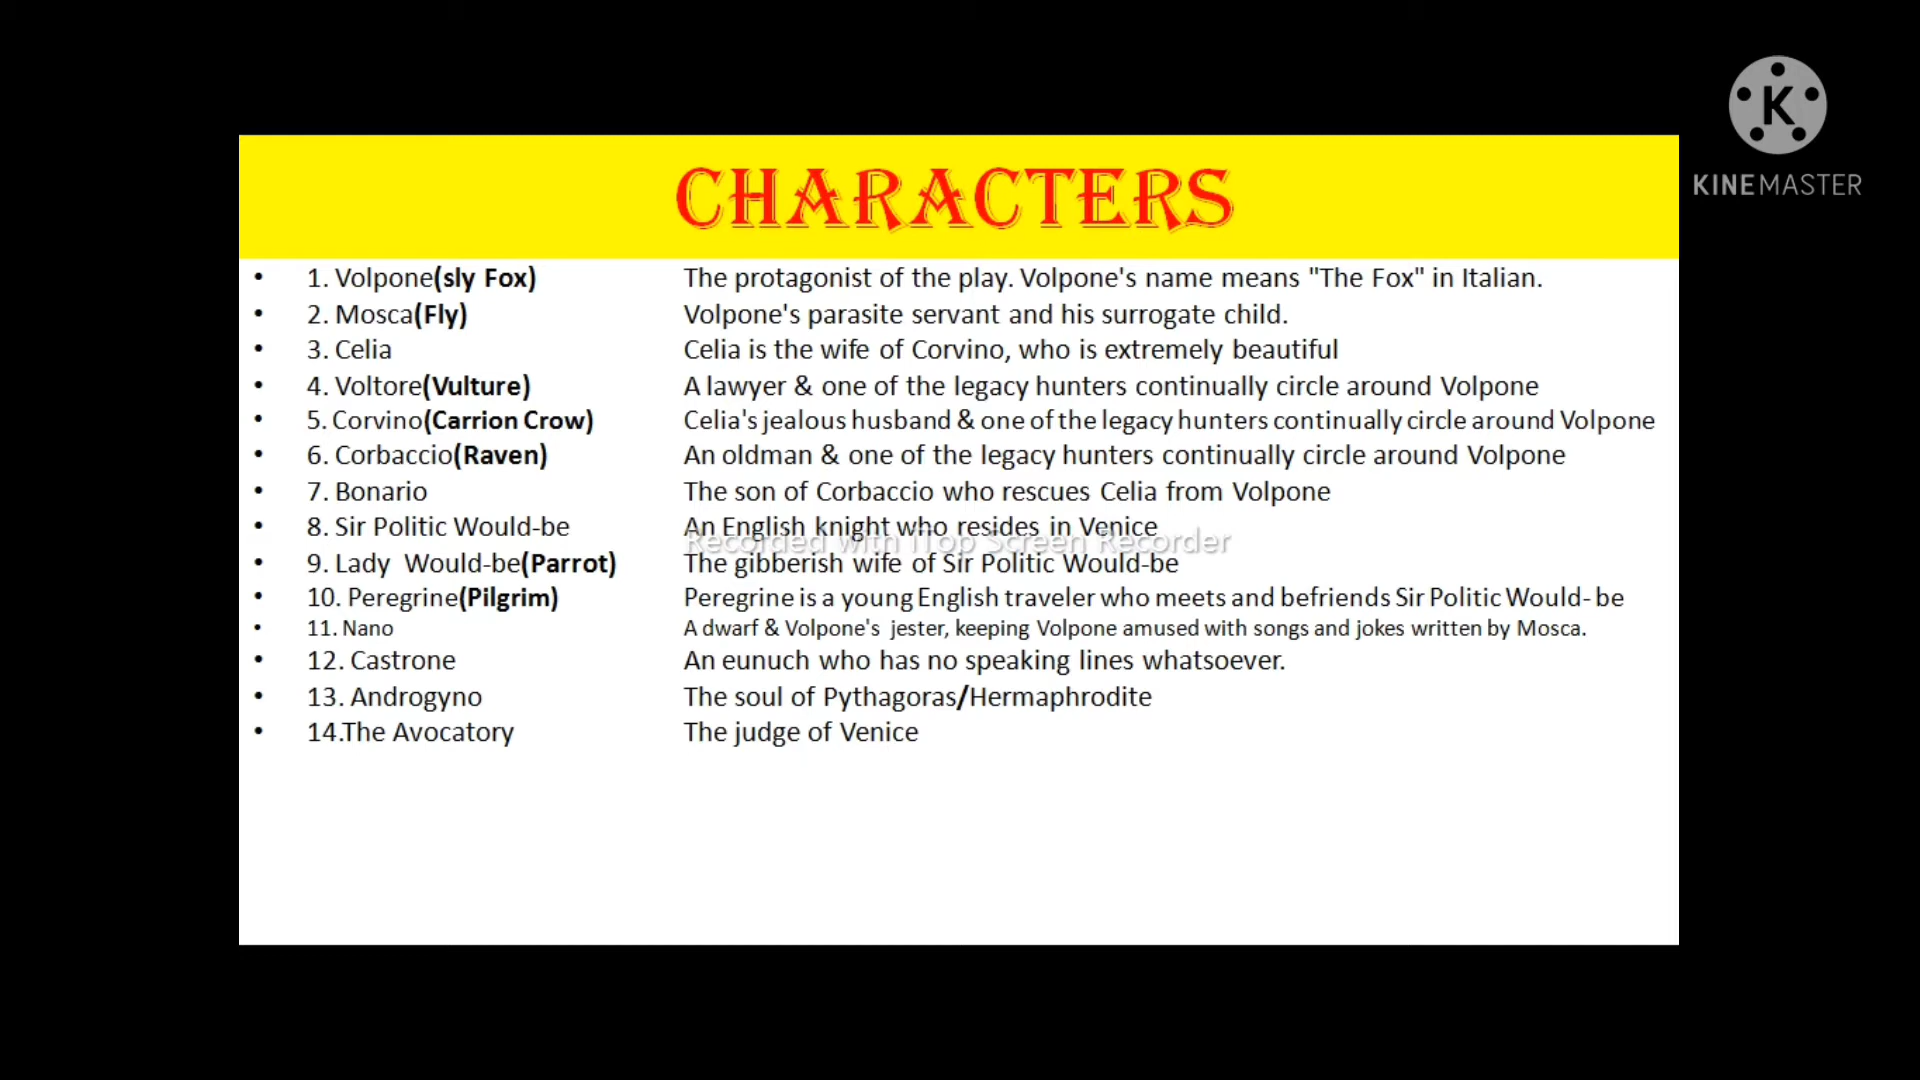 K
KINEMASTER
CHARACTERS
• 1. Volpone(sly Fox) The protagonist of the play. Volpone's name means "The Fox" in Italian.
• 2. Mosca(Fly) Volpone's parasite servant and his surrogate child.
• 3. Celia Celia is the wife of Corvino, who is extremely beautiful
• 4. Voltore(Vulture) A lawyer & one of the legacy hunters continually circle around Volpone
• 5. Corvino(Carrion Crow) Celia's jealous husband & one of the legacy hunters continually circle around Volpone
• 6. Corbaccio(Raven) An oldman & one of the legacy hunters continually circle around Volpone
• 7. Bonario The son of Corbaccio who rescues Celia from Volpone
• 8. Sir Politic Would-be An English knight who resides in Venice
Recorded with iTop Screen Recorder
• 9. Lady Would-be(Parrot) The gibberish wife of Sir Politic Would-be
• 10. Peregrine(Pilgrim) Peregrine is a young English traveler who meets and befriends Sir Politic Would- be
• 11. Nano A dwarf & Volpone's jester, keeping Volpone amused with songs and jokes written by Mosca.
• 12. Castrone An eunuch who has no speaking lines whatsoever.
• 13. Androgyno The soul of Pythagoras/Hermaphrodite
• 14.The Avocatory The judge of Venice